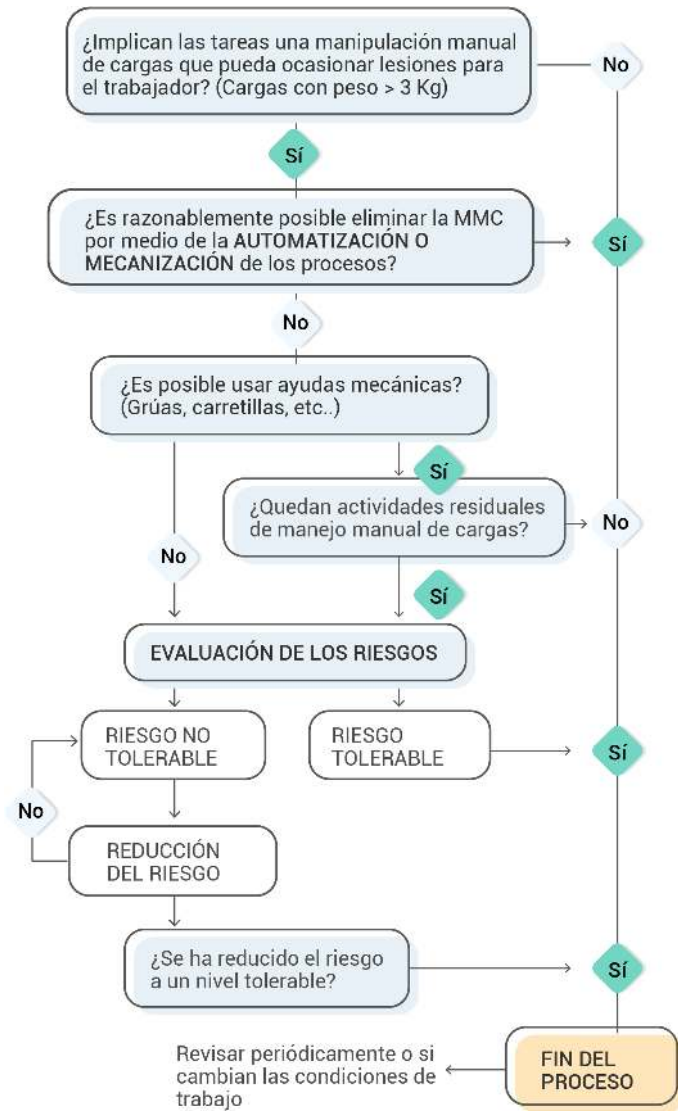 ¿Implican las tareas una manipulación manual
de cargas que pueda ocasionar lesiones para
el trabajador? (Cargas con peso > 3 Kg)
No
Sí
¿Es razonablemente posible eliminar la MMC
por medio de la AUTOMATIZACIÓN O
MECANIZACIÓN de los procesos?
Sí
No
¿Es posible usar ayudas mecánicas?
(Grúas, carretillas, etc..)
Sí
¿Quedan actividades residuales
de manejo manual de cargas?
No
No
Sí
EVALUACIÓN DE LOS RIESGOS
RIESGO NO
TOLERABLE
RIESGO
TOLERABLE
Sí
No
REDUCCIÓN
DEL RIESGO
¿Se ha reducido el riesgo
a un nivel tolerable?
Sí
Revisar periódicamente o si
cambian las condiciones de
trabajo
FIN DEL
PROCESO